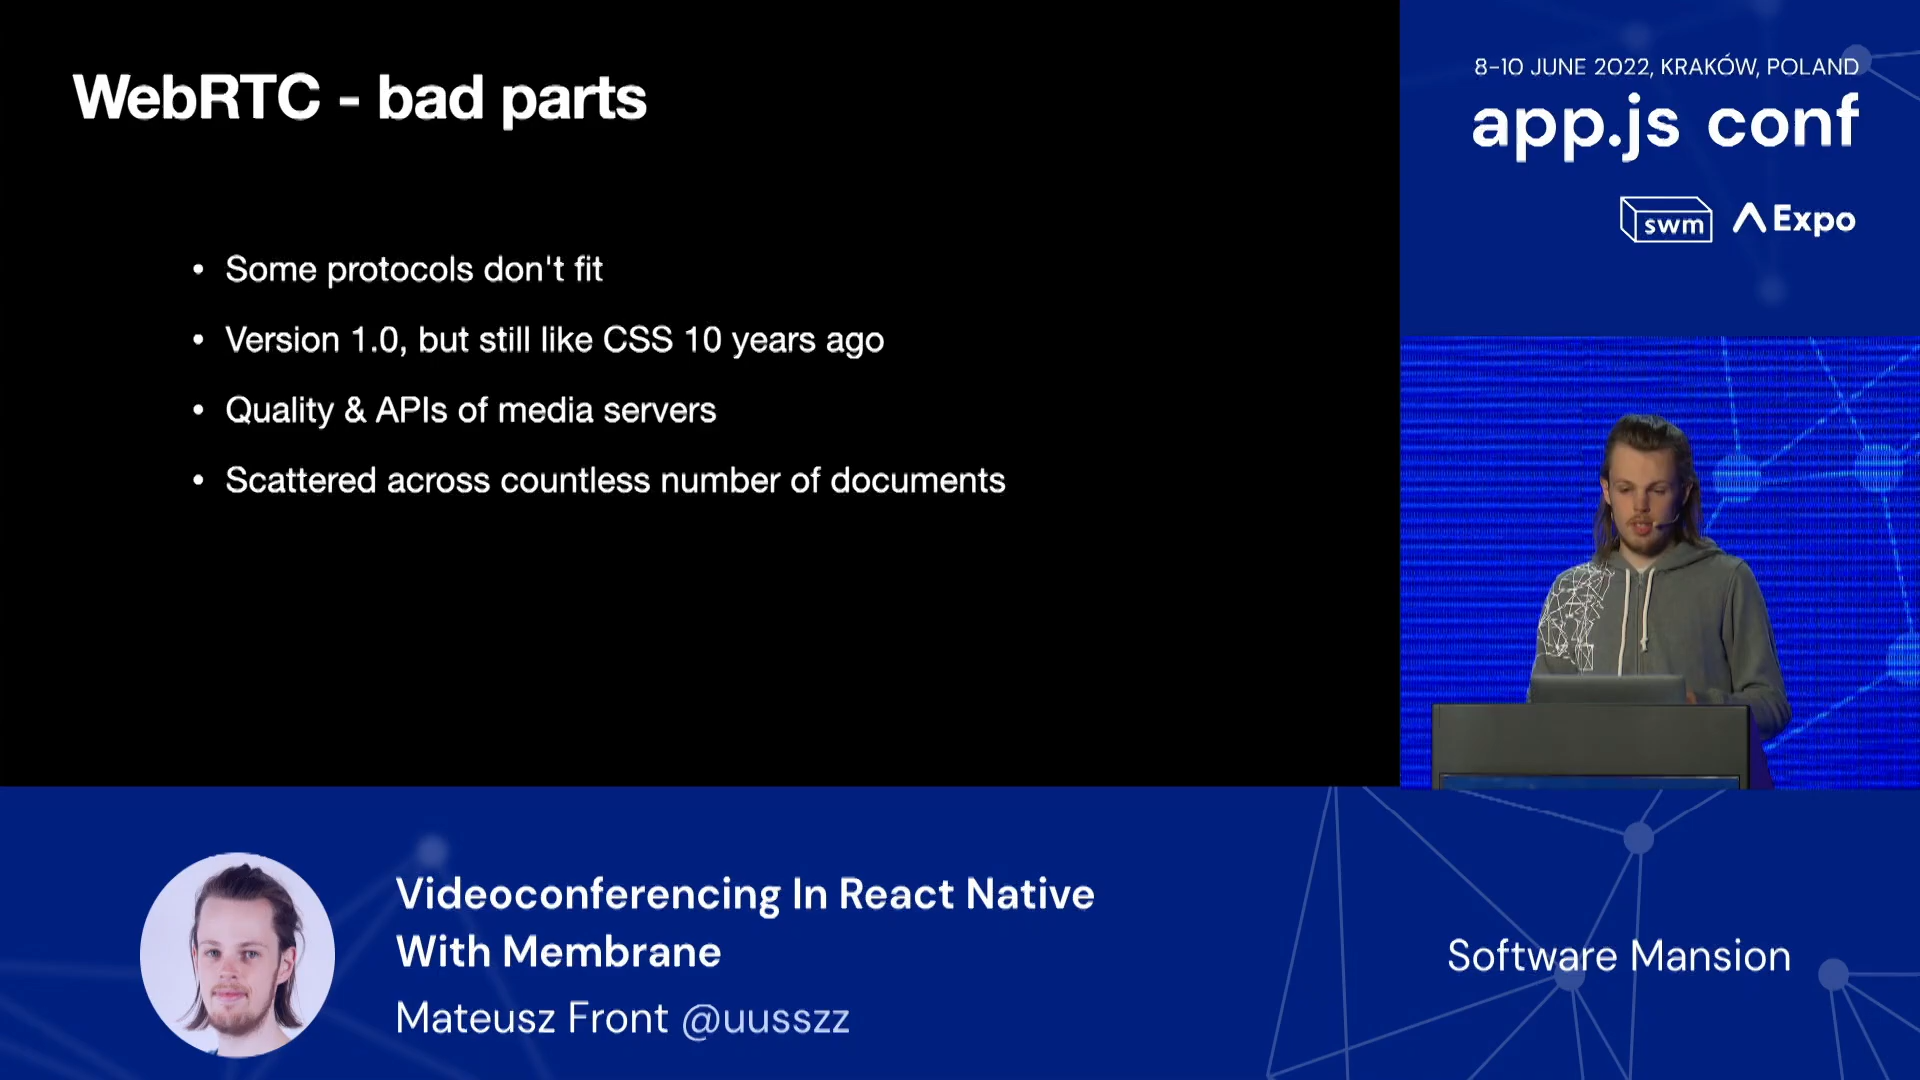 WebRTC - bad parts
• Some protocols don't fit
• Version 1.0, but still like CSS 10 years ago
• Quality & APIs of media servers
• Scattered across countless number of documents
8–10 JUNE 2022, KRAKÓW, POLAND
app.js conf
swm Expo
Videoconferencing In React Native
With Membrane
Mateusz Front @uusszz
Software Mansion